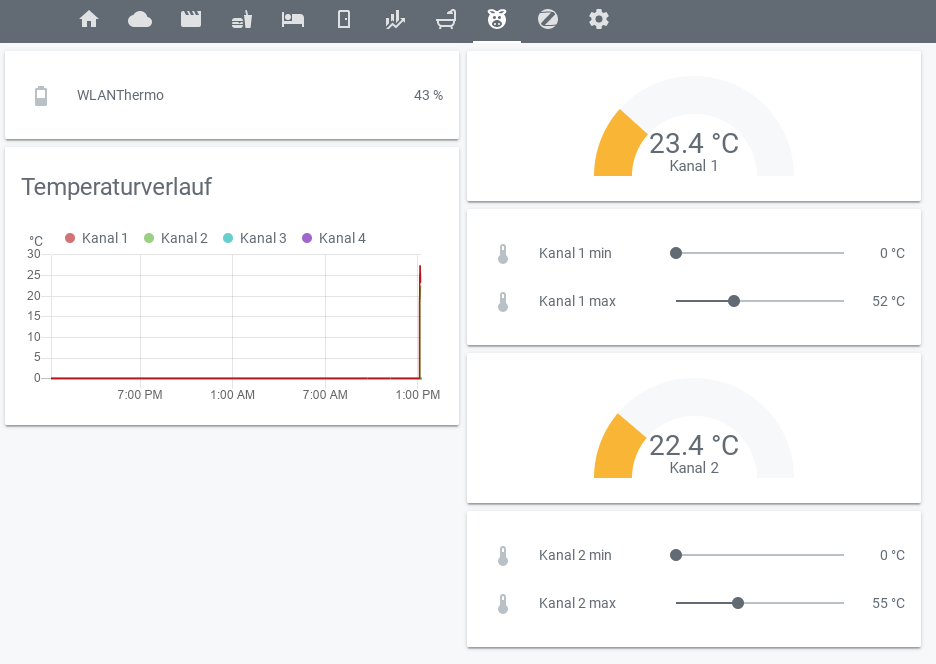 WLANThermo 43 %
Temperaturverlauf
°C Kanal 1 Kanal 2 Kanal 3 Kanal 4
30
25
20
15
10
5
0
7:00 PM 1:00 AM 7:00 AM 1:00 PM
23.4 °C
Kanal 1
Kanal 1 min 0 °C
Kanal 1 max 52 °C
22.4 °C
Kanal 2
Kanal 2 min 0 °C
Kanal 2 max 55 °C